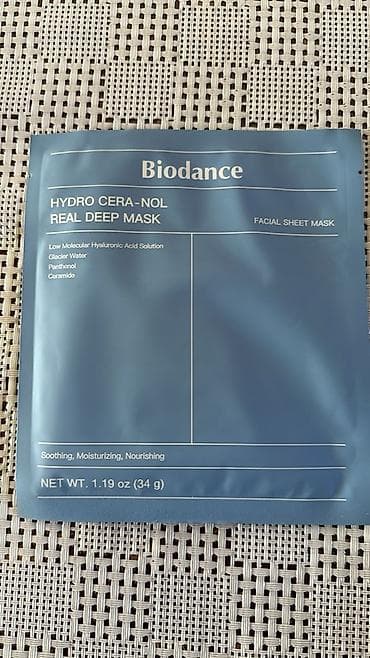 Biodance
HYDRO CERA-NOL
REAL DEEP MASK
FACIAL SHEET MASK
Low Molecular Hyaluronic Acid Solution
Glacier Water
Panthenol
Ceramide
Soothing, Moisturizing, Nourishing
NET WT. 1.19 oz (34 g)